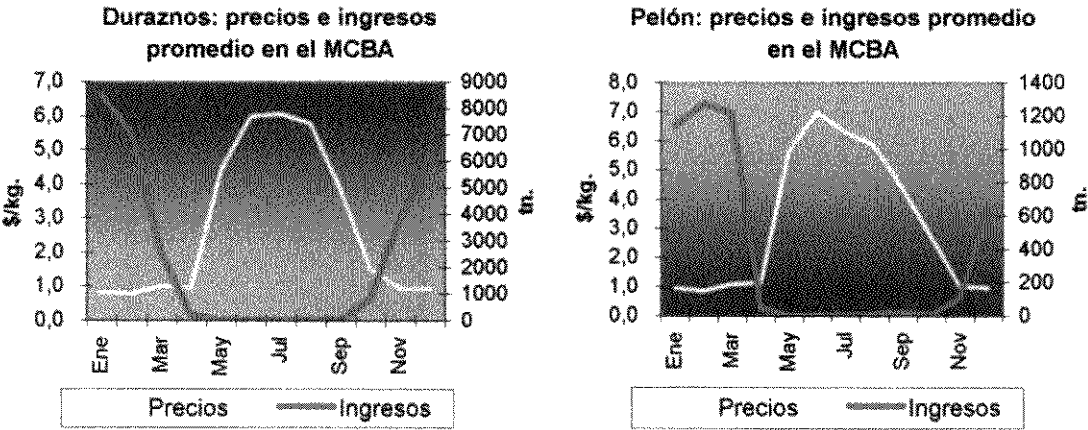 Duraznos: precios e ingresos
promedio en el MCBA
7,0
6,0
5,0
4,0
3,0
2,0
1,0
0,0
$/kg.
9000
8000
7000
6000
5000
4000
3000
2000
1000
0
tn.
Ene
Mar
May
Jul
Sep
Nov
Precios
Ingresos
Pelón: precios e ingresos promedio
en el MCBA
8,0
7,0
6,0
5,0
4,0
3,0
2,0
1,0
0,0
$/kg.
1400
1200
1000
800
600
400
200
0
tn.
Ene
Mar
May
Jul
Sep
Nov
Precios
Ingresos